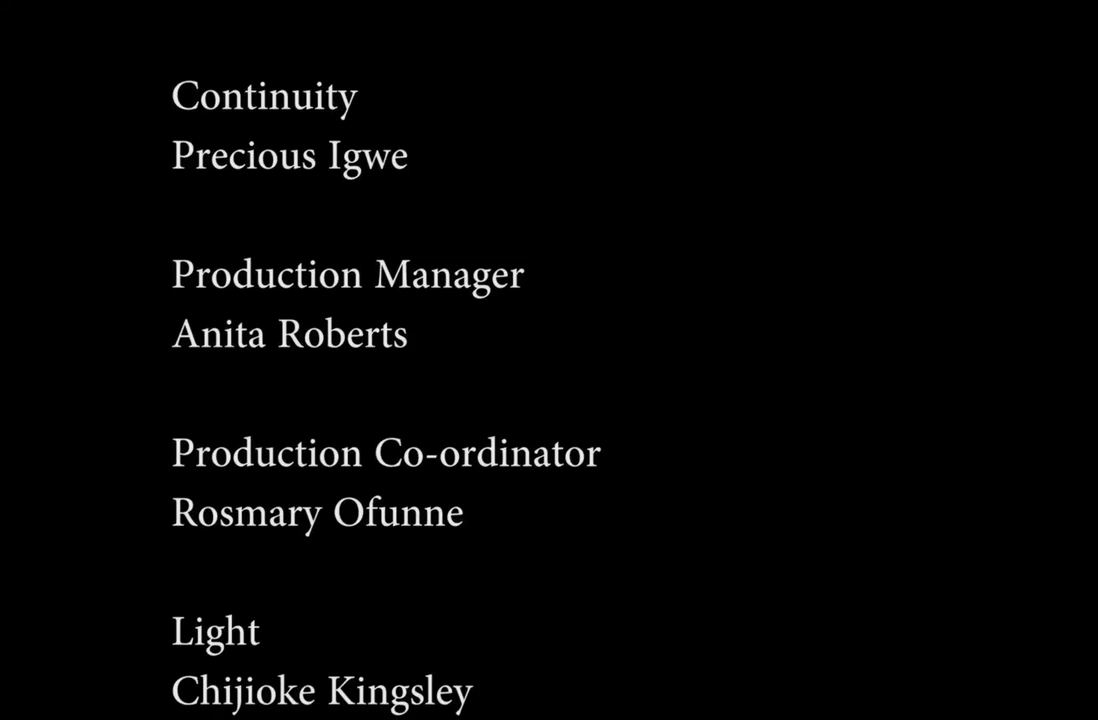 Continuity
Precious Igwe
Production Manager
Anita Roberts
Production Co-ordinator
Rosmary Ofunne
Light
Chijioke Kingsley